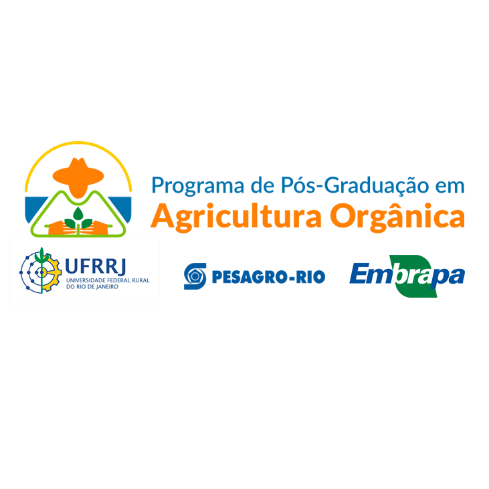 Programa de Pós-Graduação em
Agricultura Orgânica
UFRRJ
UNIVERSIDADE FEDERAL RURAL
DO RIO DE JANEIRO
PESAGRO-RIO
Embrapa